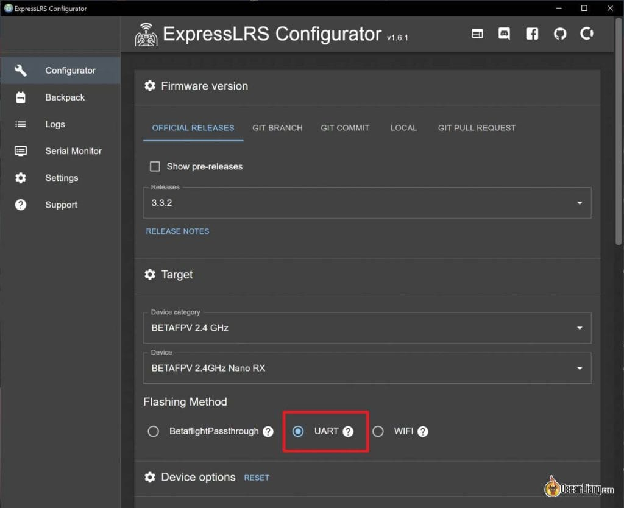 ExpressLRS Configurator
ExpressLRS Configurator v1.6.1
Configurator
Backpack
Logs
Serial Monitor
Settings
Support
Firmware version
OFFICIAL RELEASES GIT BRANCH GIT COMMIT LOCAL GIT PULL REQUEST
Show pre-releases
Releases
3.3.2
RELEASE NOTES
Target
Device category
BETAFPV 2.4 GHz
Device
BETAFPV 2.4GHz Nano RX
Flashing Method
BetaflightPassthrough UART WIFI
Device options RESET
OscarLiang.com